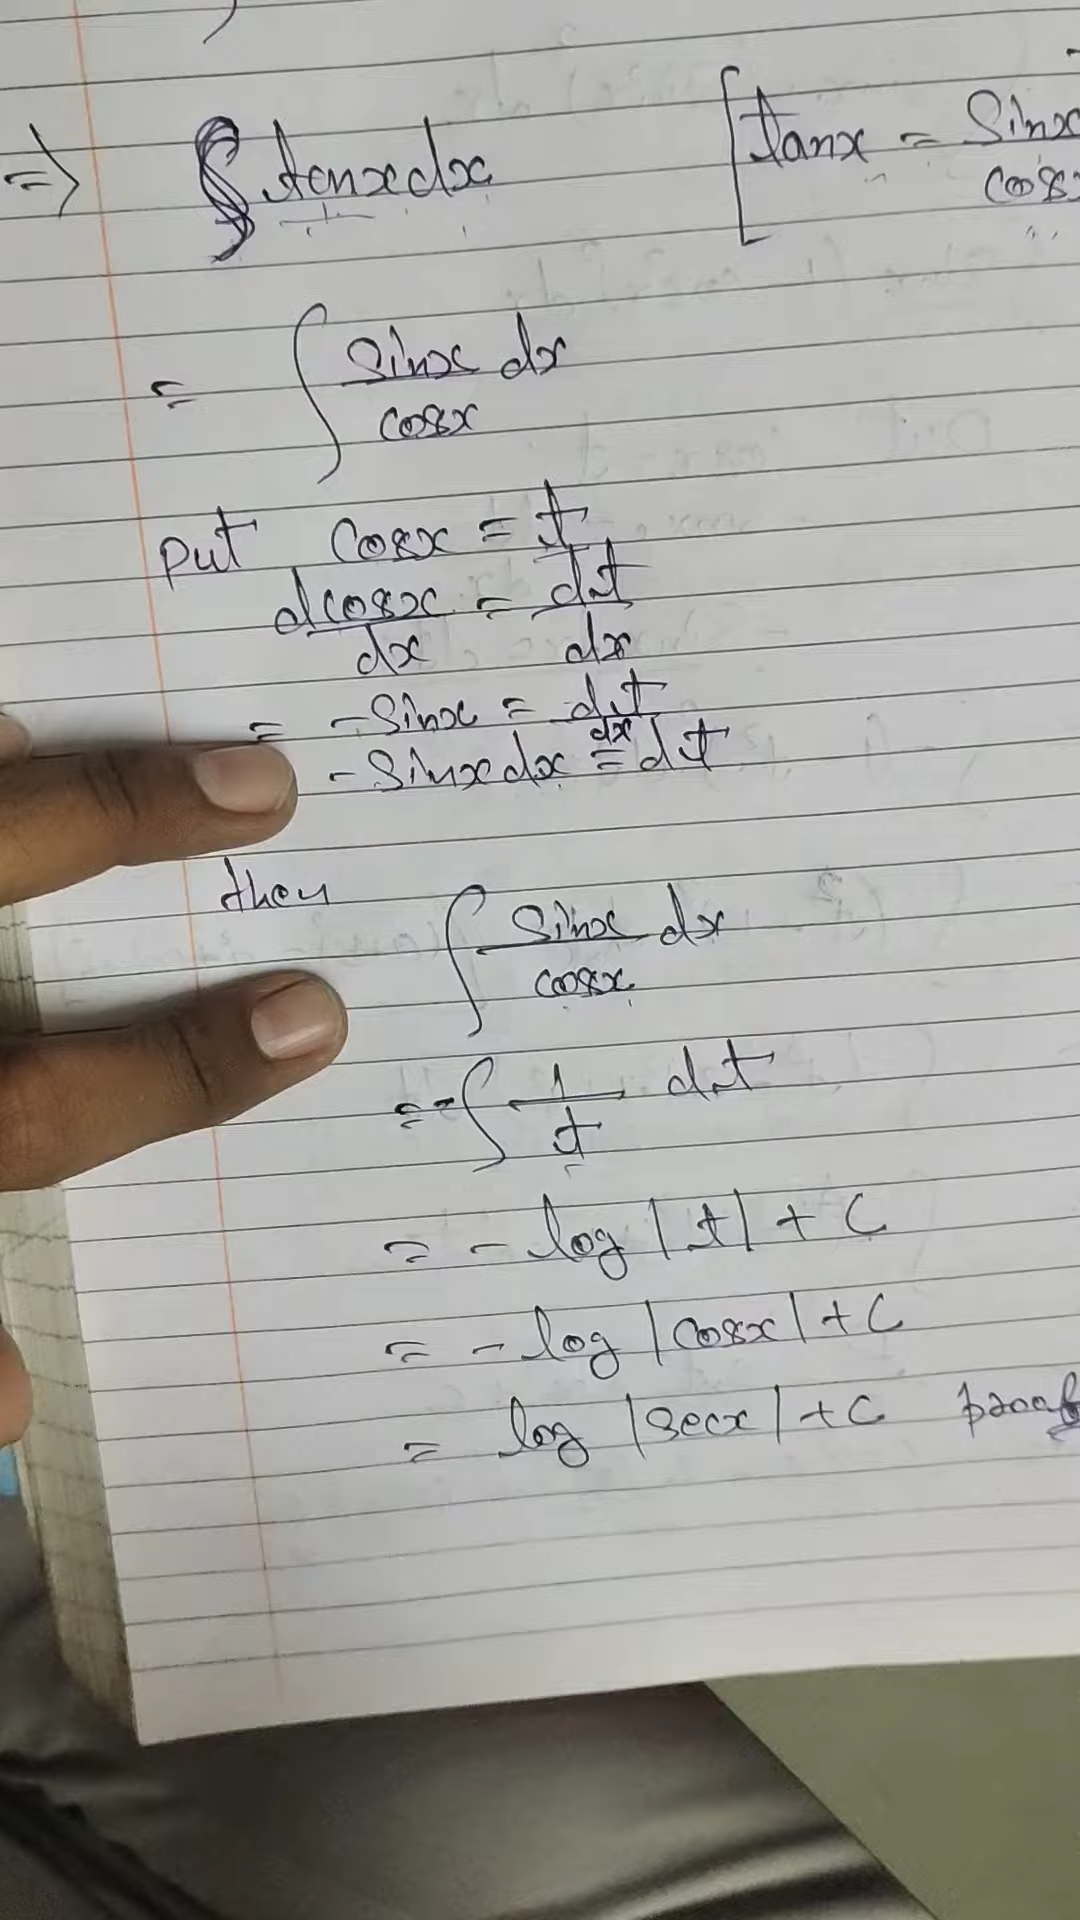 => ∫ tanx dx [tanx = sinx
cosx
= ∫ sinx dx
cosx
put cosx = t
dcosx = dt
dx dx
= -sinx = dt
dx
-sinx dx = dt
then ∫ sinx dx
cosx
= -∫ 1 dt
t
= - log |t| + C
= - log |cosx| + C
= log |secx| + C proof